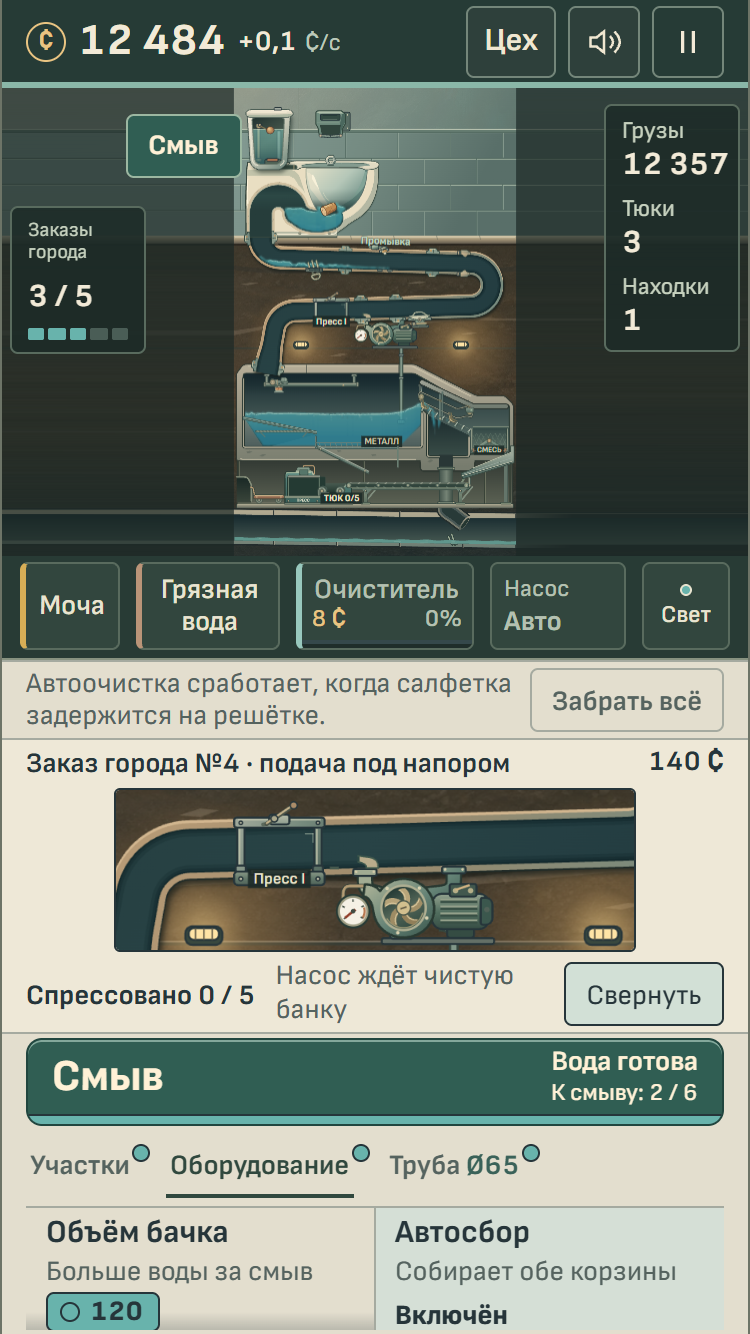 ₵ 12 484 +0,1 ₵/с
Цех
Смыв
Грузы
12 357
Тюки
3
Находки
1
Заказы
города
3 / 5
Промывка
Пресс I
МЕТАЛЛ
СМЕСЬ
ТЮК 0/5
Моча
Грязная
вода
Очиститель
8 ₵ 0%
Насос
Авто
Свет
Автоочистка сработает, когда салфетка
задержится на решётке.
Забрать всё
Заказ города №4 · подача под напором 140 ₵
Пресс I
Спрессовано 0 / 5
Насос ждёт чистую
банку
Свернуть
Смыв
Вода готова
К смыву: 2 / 6
Участки Оборудование Труба Ø65
Объём бачка
Больше воды за смыв
120
Автосбор
Собирает обе корзины
Включён